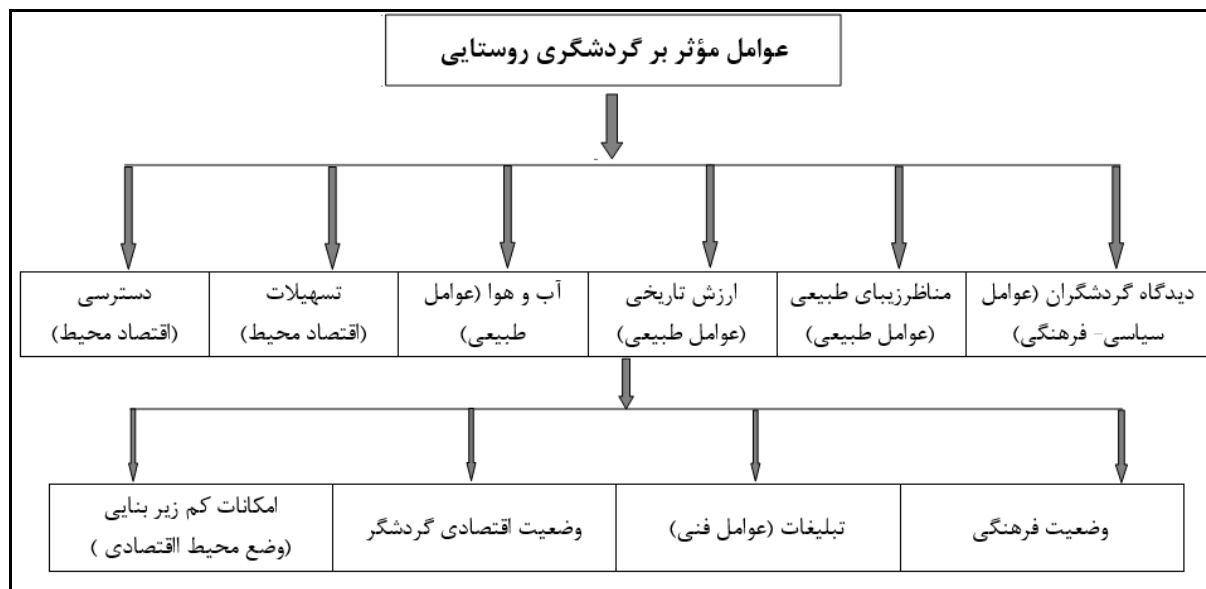 عوامل مؤثر بر گردشگری روستایی
دیدگاه گردشگران (عوامل
سیاسی- فرهنگی)
مناظرزیبای طبیعی
(عوامل طبیعی)
ارزش تاریخی
(عوامل طبیعی)
آب و هوا (عوامل
طبیعی)
تسهیلات
(اقتصاد محیط)
دسترسی
(اقتصاد محیط)
وضعیت فرهنگی
تبلیغات (عوامل فنی)
وضعیت اقتصادی گردشگر
امکانات کم زیر بنایی
(وضع محیط ااقتصادی )